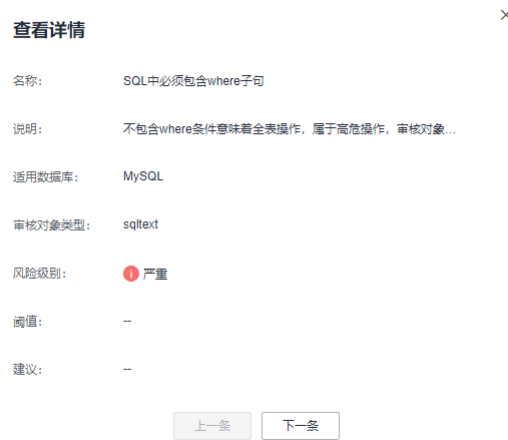 查看详情
名称： SQL中必须包含where子句
说明： 不包含where条件意味着全表操作，属于高危操作，审核对象...
适用数据库： MySQL
审核对象类型： sqltext
风险级别： 严重
阈值： --
建议： --
上一条 下一条